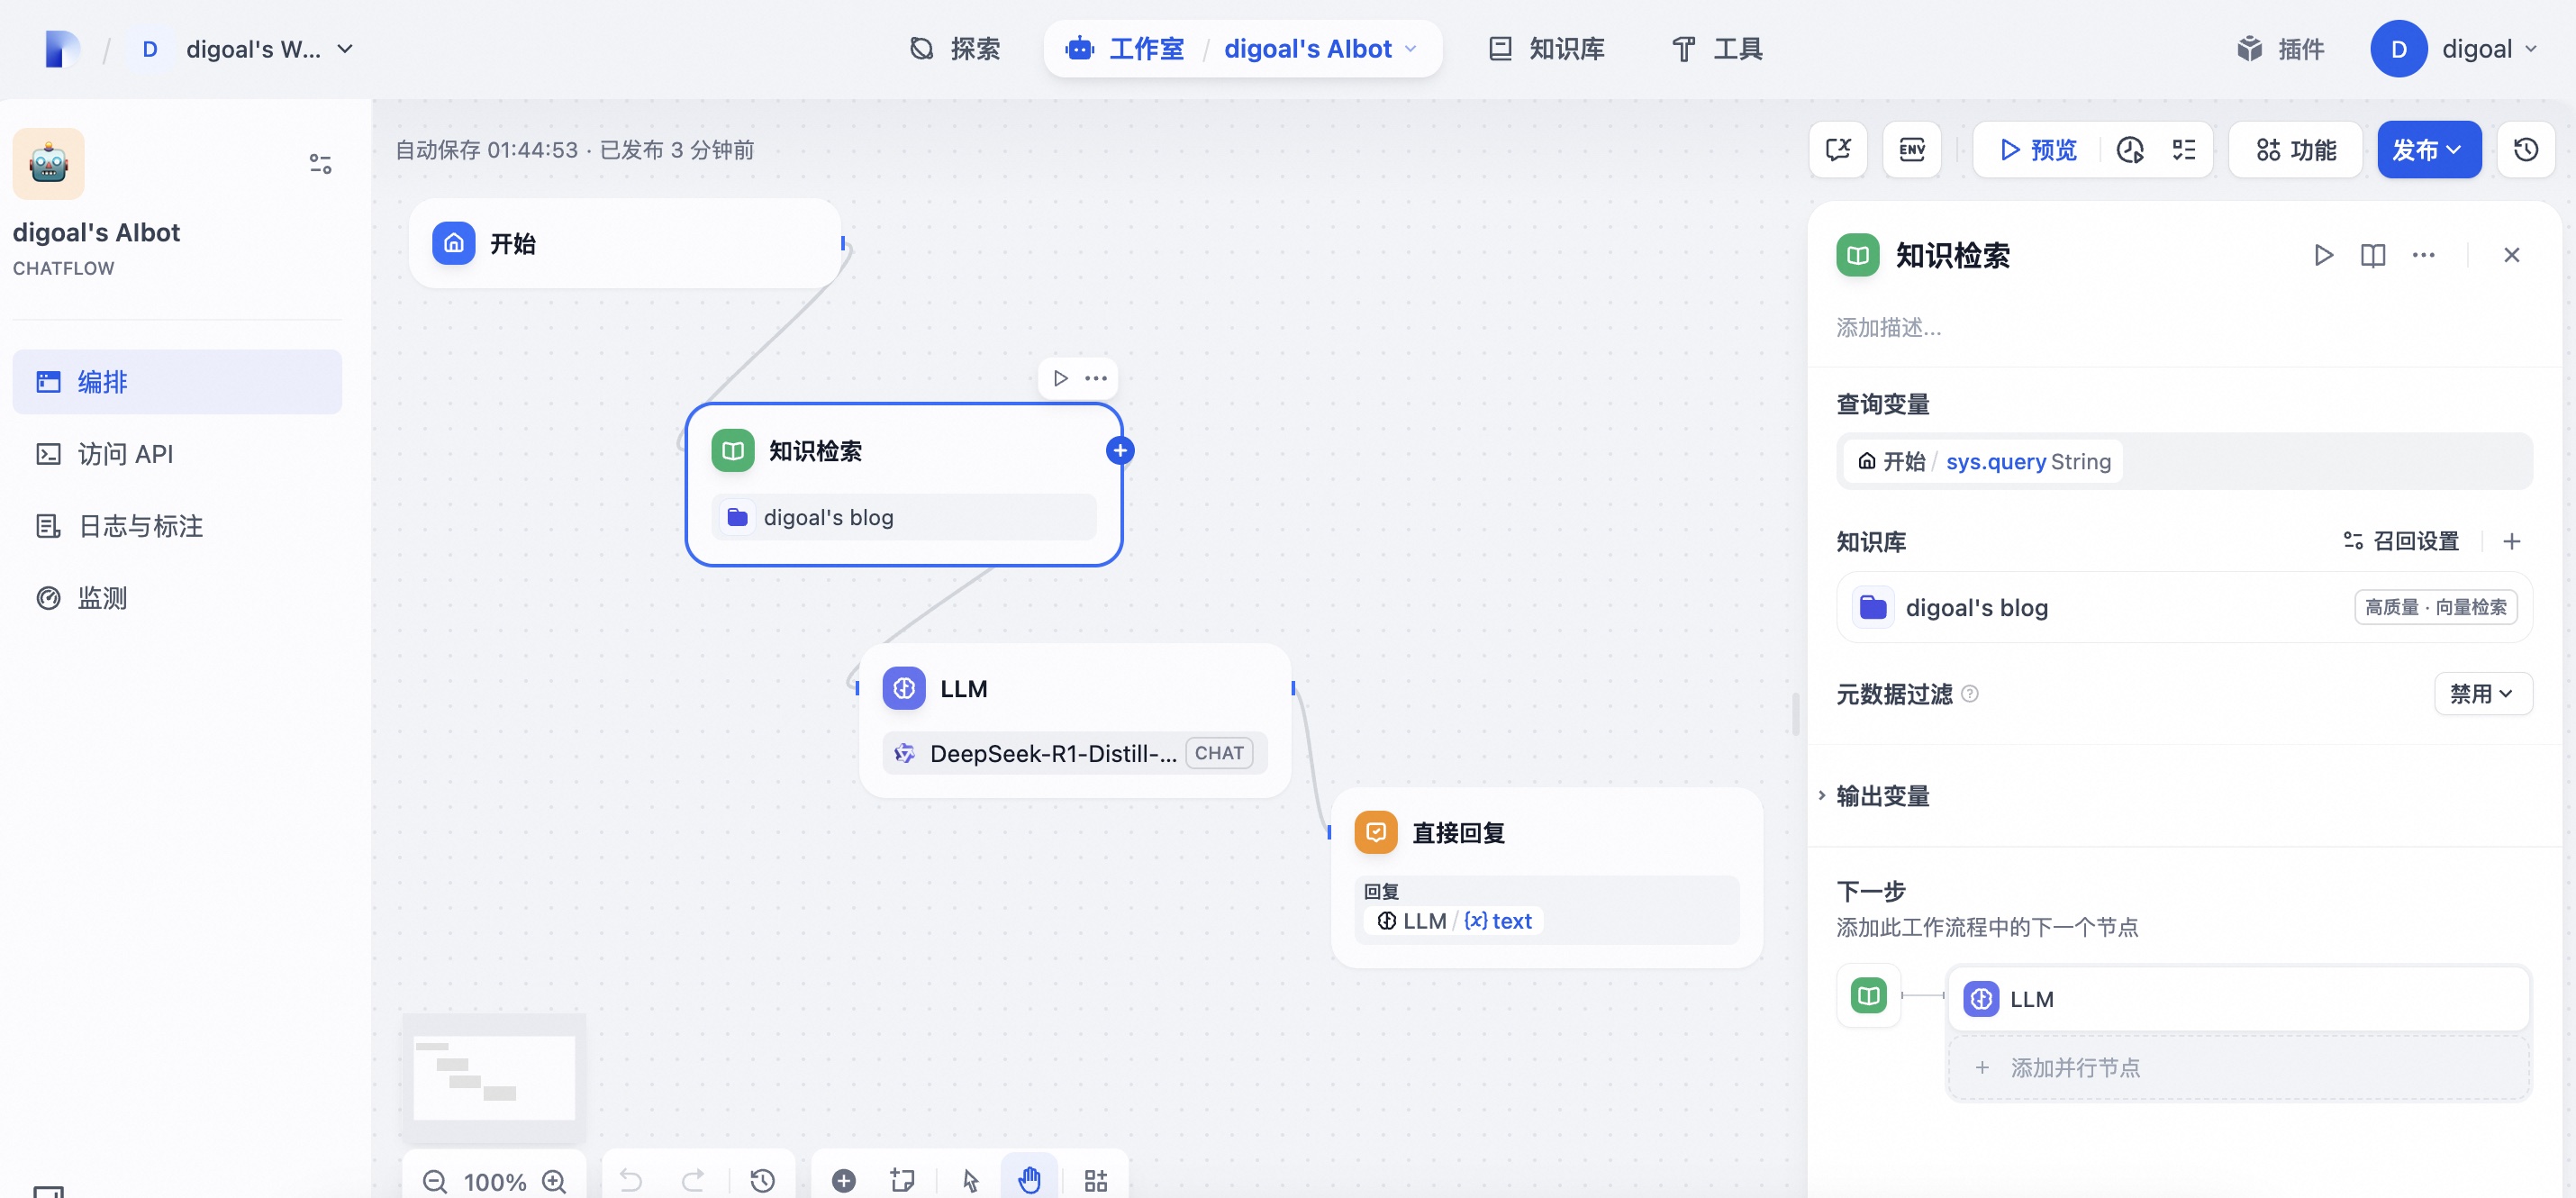 D digoal's W...
探索
工作室 / digoal's AIbot
知识库
工具
插件
D digoal
digoal's AIbot
CHATFLOW
编排
访问 API
日志与标注
监测
自动保存 01:44:53 · 已发布 3 分钟前
ENV
预览
功能
发布
开始
知识检索
digoal's blog
LLM
DeepSeek-R1-Distill-... CHAT
直接回复
回复
LLM / {x} text
100%
知识检索
添加描述...
查询变量
开始 / sys.query String
知识库 召回设置
digoal's blog 高质量 · 向量检索
元数据过滤 禁用
输出变量
下一步
添加此工作流程中的下一个节点
LLM
+ 添加并行节点